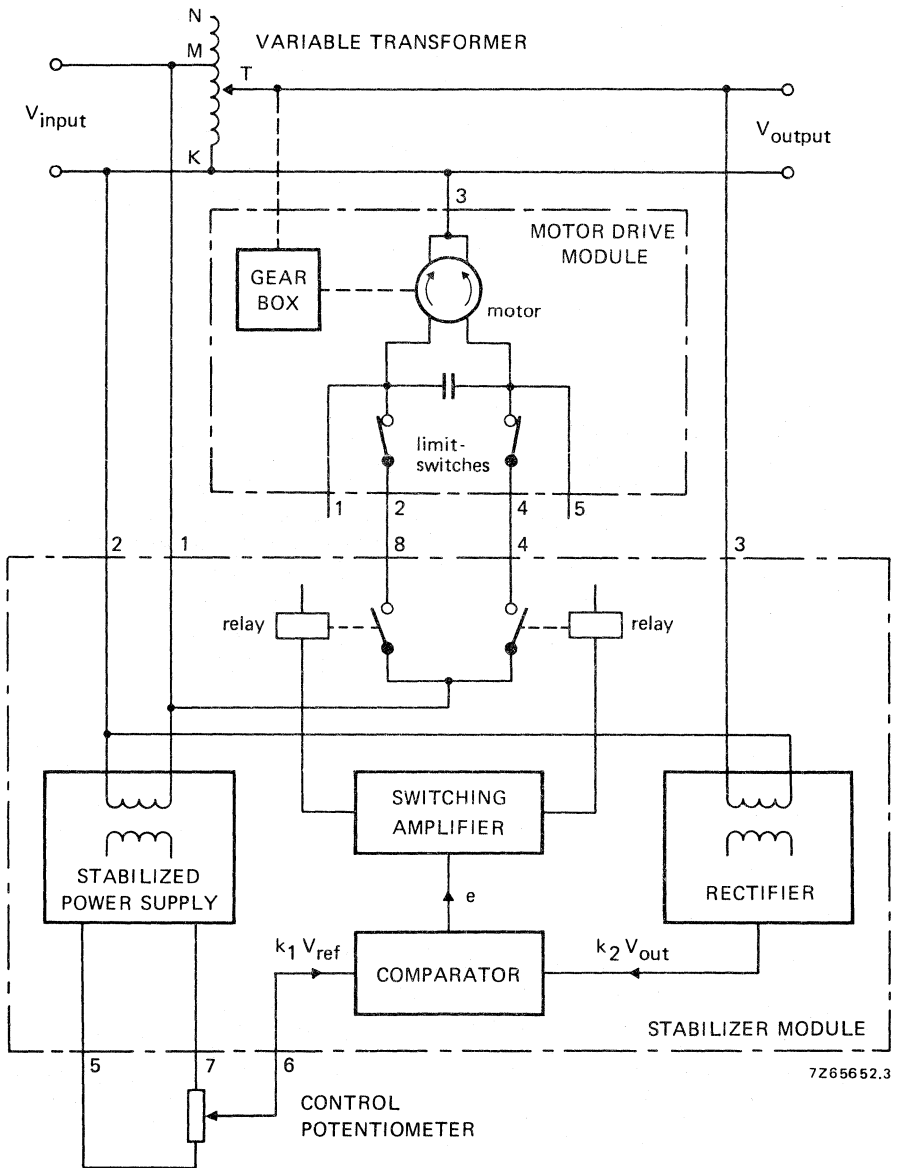 N
VARIABLE TRANSFORMER
M
T
V input
V output
K
3
MOTOR DRIVE
MODULE
GEAR
BOX
motor
limit-
switches
1 2 4 5
2 1 8 4 3
relay
relay
SWITCHING
AMPLIFIER
STABILIZED
POWER SUPPLY
RECTIFIER
e
k1 Vref
k2 Vout
COMPARATOR
STABILIZER MODULE
5 7 6
7Z65652.3
CONTROL
POTENTIOMETER